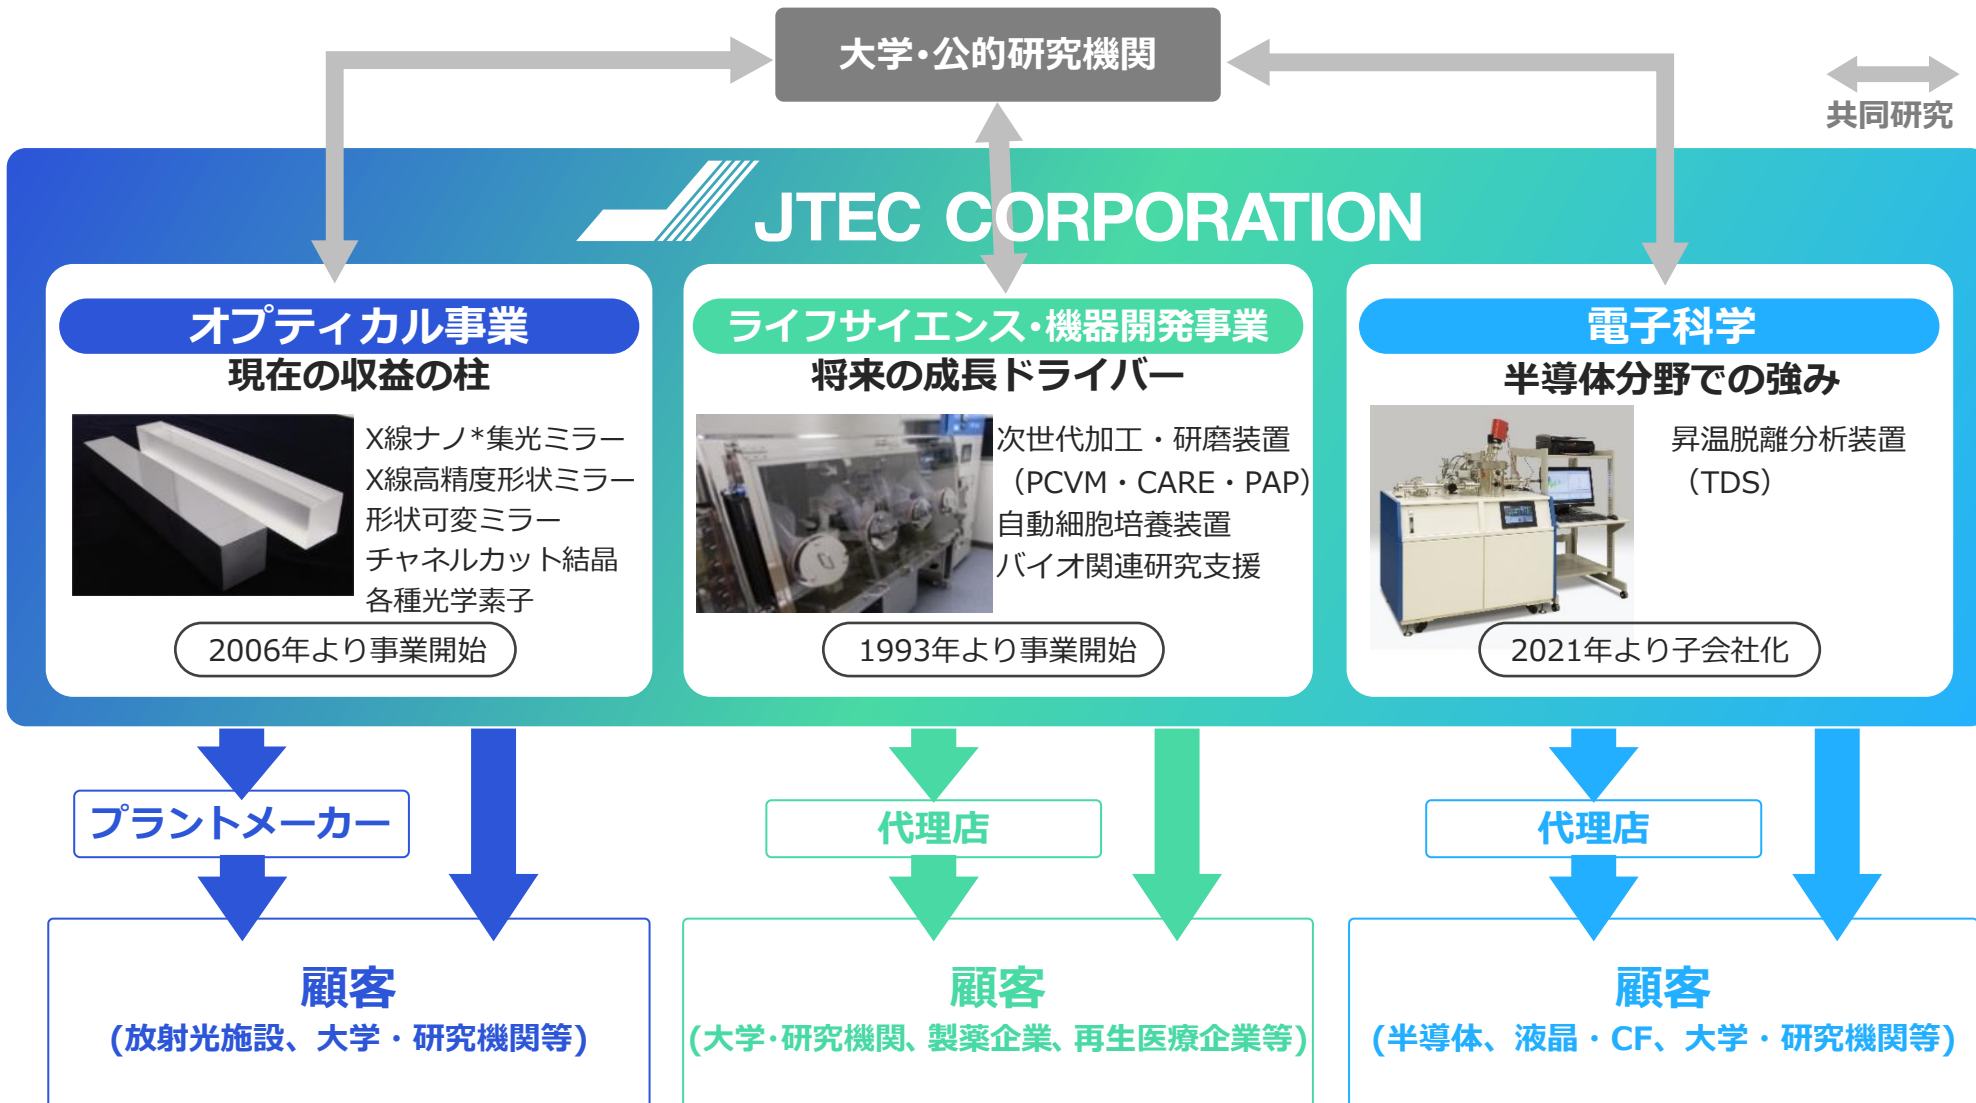 大学・公的研究機関
共同研究
JTEC CORPORATION
オプティカル事業
現在の収益の柱
X線ナノ*集光ミラー
X線高精度形状ミラー
形状可変ミラー
チャネルカット結晶
各種光学素子
2006年より事業開始
ライフサイエンス・機器開発事業
将来の成長ドライバー
次世代加工・研磨装置
（PCVM・CARE・PAP）
自動細胞培養装置
バイオ関連研究支援
1993年より事業開始
電子科学
半導体分野での強み
昇温脱離分析装置
（TDS）
2021年より子会社化
プラントメーカー
代理店
代理店
顧客
(放射光施設、大学・研究機関等)
顧客
(大学・研究機関、製薬企業、再生医療企業等)
顧客
(半導体、液晶・CF、大学・研究機関等)